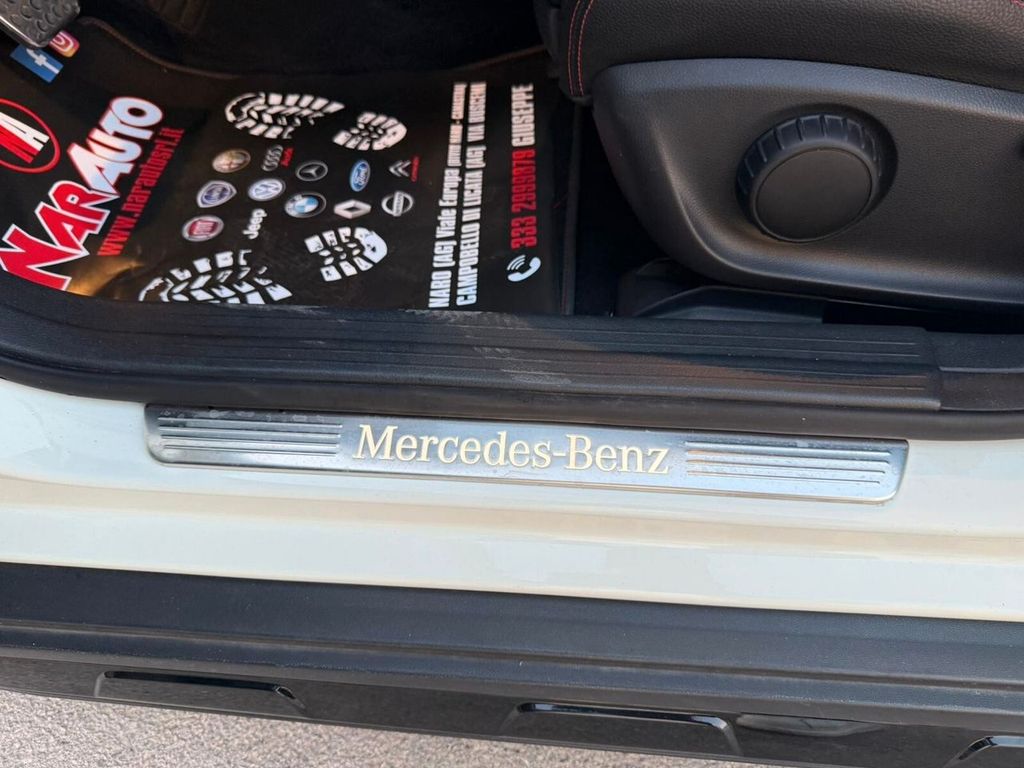 NARAUTO
www.narautosrl.it
Jeep
Ford
NARO (AG) Viale Europa
CAMPOBELLO DI LICATA (AG) VIA
333 2999079 GIUSEPPE
Mercedes-Benz